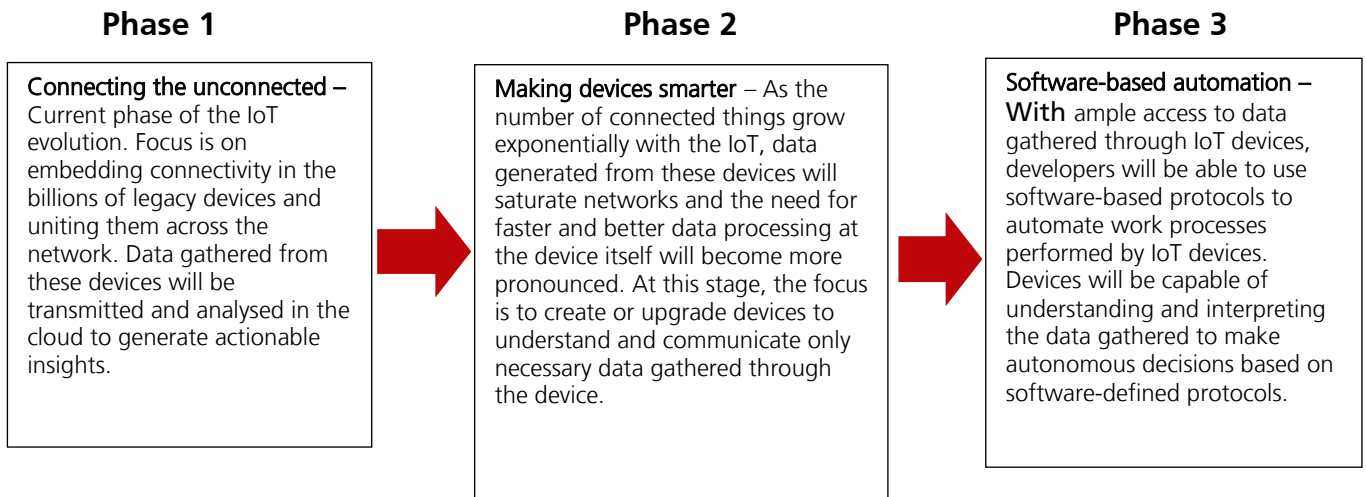 Phase 1
Connecting the unconnected –
Current phase of the IoT
evolution. Focus is on
embedding connectivity in the
billions of legacy devices and
uniting them across the
network. Data gathered from
these devices will be
transmitted and analysed in the
cloud to generate actionable
insights.
Phase 2
Making devices smarter – As the
number of connected things grow
exponentially with the IoT, data
generated from these devices will
saturate networks and the need for
faster and better data processing at
the device itself will become more
pronounced. At this stage, the focus
is to create or upgrade devices to
understand and communicate only
necessary data gathered through
the device.
Phase 3
Software-based automation –
With ample access to data
gathered through IoT devices,
developers will be able to use
software-based protocols to
automate work processes
performed by IoT devices.
Devices will be capable of
understanding and interpreting
the data gathered to make
autonomous decisions based on
software-defined protocols.